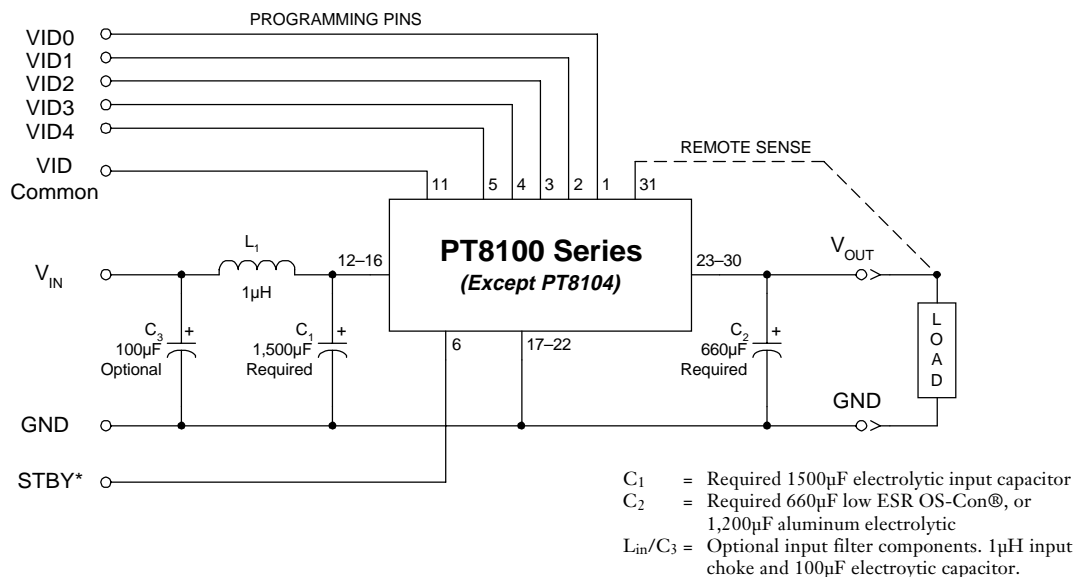 PROGRAMMING PINS
VID0
VID1
VID2
VID3
VID4
VID
Common
REMOTE SENSE
11 5 4 3 2 1 31
PT8100 Series
(Except PT8104)
VIN
L1
1µH
12–16
23–30
VOUT
C3
100µF
Optional
+
C1
1,500µF
Required
+
6
17–22
C2
660µF
Required
+
LOAD
GND
GND
STBY*
C1 = Required 1500µF electrolytic input capacitor
C2 = Required 660µF low ESR OS-Con®, or
1,200µF aluminum electrolytic
Lin/C3 = Optional input filter components. 1µH input
choke and 100µF electroytic capacitor.